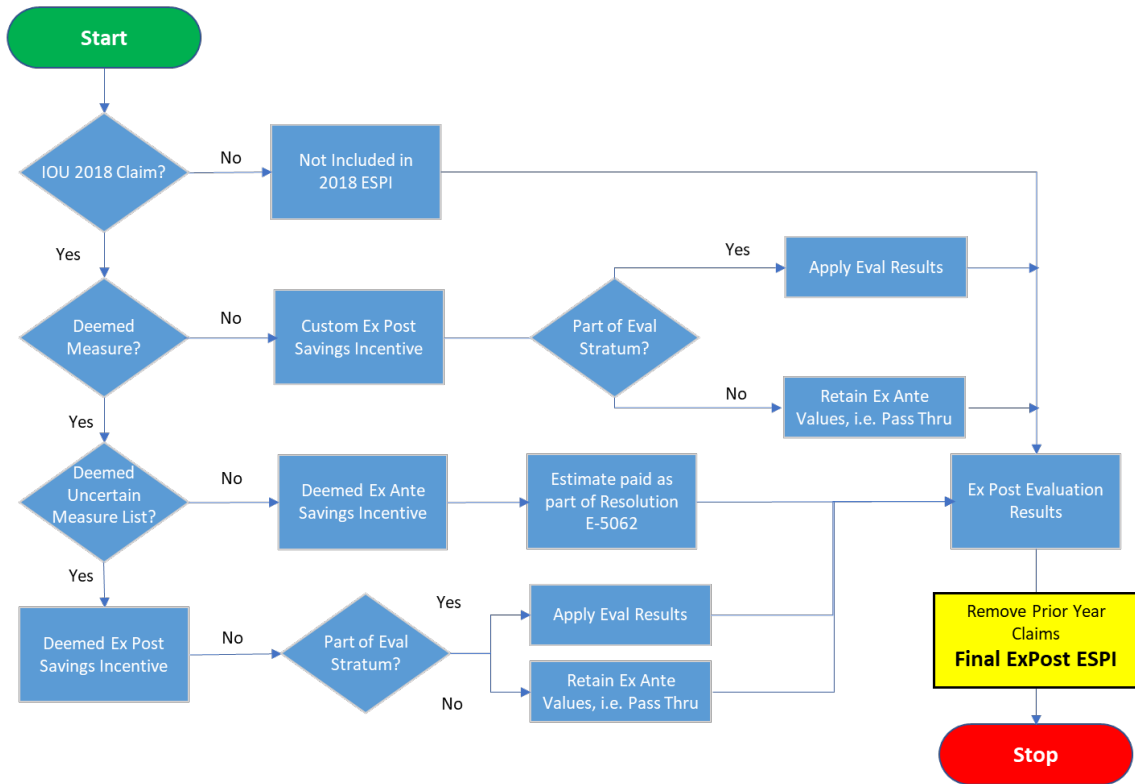 Start
IOU 2018 Claim?
No
Not Included in
2018 ESPI
Yes
Yes
Apply Eval Results
Deemed
Measure?
No
Custom Ex Post
Savings Incentive
Part of Eval
Stratum?
No
Retain Ex Ante
Values, i.e. Pass Thru
Yes
Deemed
Uncertain
Measure List?
No
Deemed Ex Ante
Savings Incentive
Estimate paid as
part of Resolution
E-5062
Ex Post Evaluation
Results
Yes
Deemed Ex Post
Savings Incentive
No
Part of Eval
Stratum?
Yes
Apply Eval Results
No
Retain Ex Ante
Values, i.e. Pass Thru
Remove Prior Year
Claims
Final ExPost ESPI
Stop